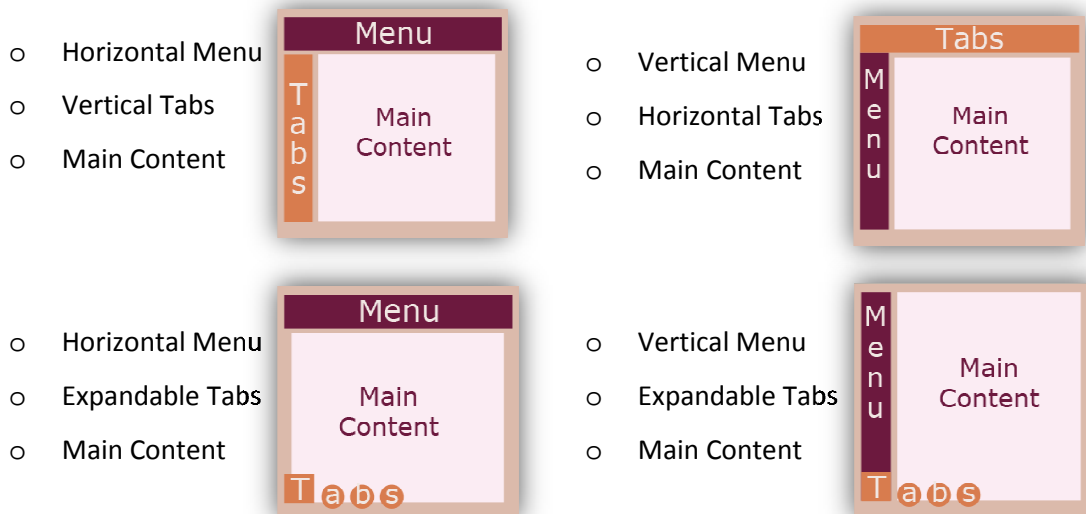 o Horizontal Menu
o Vertical Tabs
o Main Content
Menu
Tabs
Main
Content
o Vertical Menu
o Horizontal Tabs
o Main Content
Tabs
Menu
Main
Content
o Horizontal Menu
o Expandable Tabs
o Main Content
Menu
Main
Content
Tabs
o Vertical Menu
o Expandable Tabs
o Main Content
Menu
Main
Content
Tabs